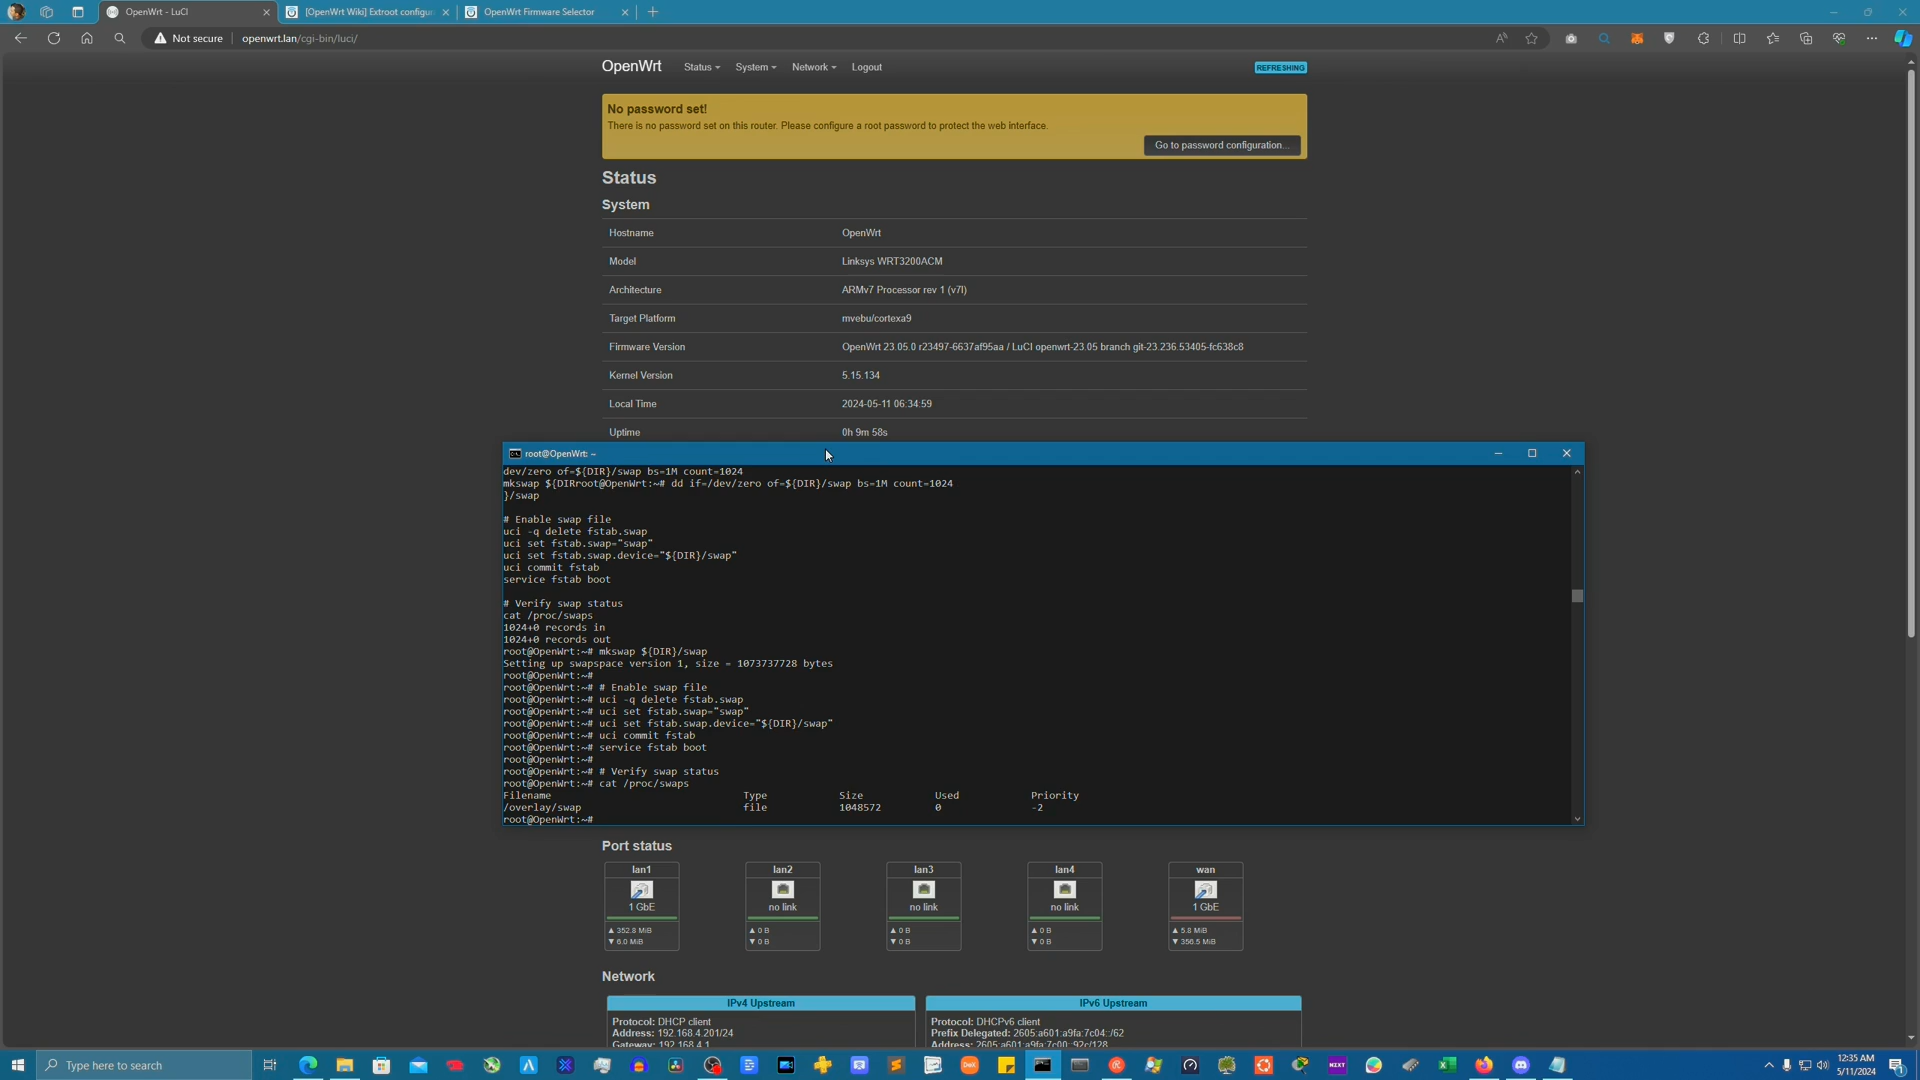 OpenWrt - LuCI
[OpenWrt Wiki] Extroot configur
OpenWrt Firmware Selector
Not secure
openwrt.lan/cgi-bin/luci/
OpenWrt
Status
System
Network
Logout
REFRESHING
No password set!
There is no password set on this router. Please configure a root password to protect the web interface.
Go to password configuration...
Status
System
Hostname OpenWrt
Model Linksys WRT3200ACM
Architecture ARMv7 Processor rev 1 (v7l)
Target Platform mvebu/cortexa9
Firmware Version OpenWrt 23.05.0 r23497-6637af95aa / LuCI openwrt-23.05 branch git-23.236.53405-fc638c8
Kernel Version 5.15.134
Local Time 2024-05-11 06:34:59
Uptime 0h 9m 58s
root@OpenWrt: ~
dev/zero of=${DIR}/swap bs=1M count=1024
mkswap ${DIRroot@OpenWrt:~# dd if=/dev/zero of=${DIR}/swap bs=1M count=1024
}/swap
# Enable swap file
uci -q delete fstab.swap
uci set fstab.swap="swap"
uci set fstab.swap.device="${DIR}/swap"
uci commit fstab
service fstab boot
# Verify swap status
cat /proc/swaps
1024+0 records in
1024+0 records out
root@OpenWrt:~# mkswap ${DIR}/swap
Setting up swapspace version 1, size = 1073737728 bytes
root@OpenWrt:~#
root@OpenWrt:~# # Enable swap file
root@OpenWrt:~# uci -q delete fstab.swap
root@OpenWrt:~# uci set fstab.swap="swap"
root@OpenWrt:~# uci set fstab.swap.device="${DIR}/swap"
root@OpenWrt:~# uci commit fstab
root@OpenWrt:~# service fstab boot
root@OpenWrt:~#
root@OpenWrt:~# # Verify swap status
root@OpenWrt:~# cat /proc/swaps
Filename Type Size Used Priority
/overlay/swap file 1048572 0 -2
root@OpenWrt:~#
Port status
lan1 lan2 lan3 lan4 wan
1 GbE no link no link no link 1 GbE
▲ 352.8 MiB ▲ 0 B ▲ 0 B ▲ 0 B ▲ 5.8 MiB
▼ 6.0 MiB ▼ 0 B ▼ 0 B ▼ 0 B ▼ 356.5 MiB
Network
IPv4 Upstream
Protocol: DHCP client
Address: 192.168.4.201/24
Gateway: 192.168.4.1
IPv6 Upstream
Protocol: DHCPv6 client
Prefix Delegated: 2605:a601:a9fa:7c04::/62
Address: 2605:a601:a9fa:7c00::92c/128
Type here to search
12:35 AM
5/11/2024